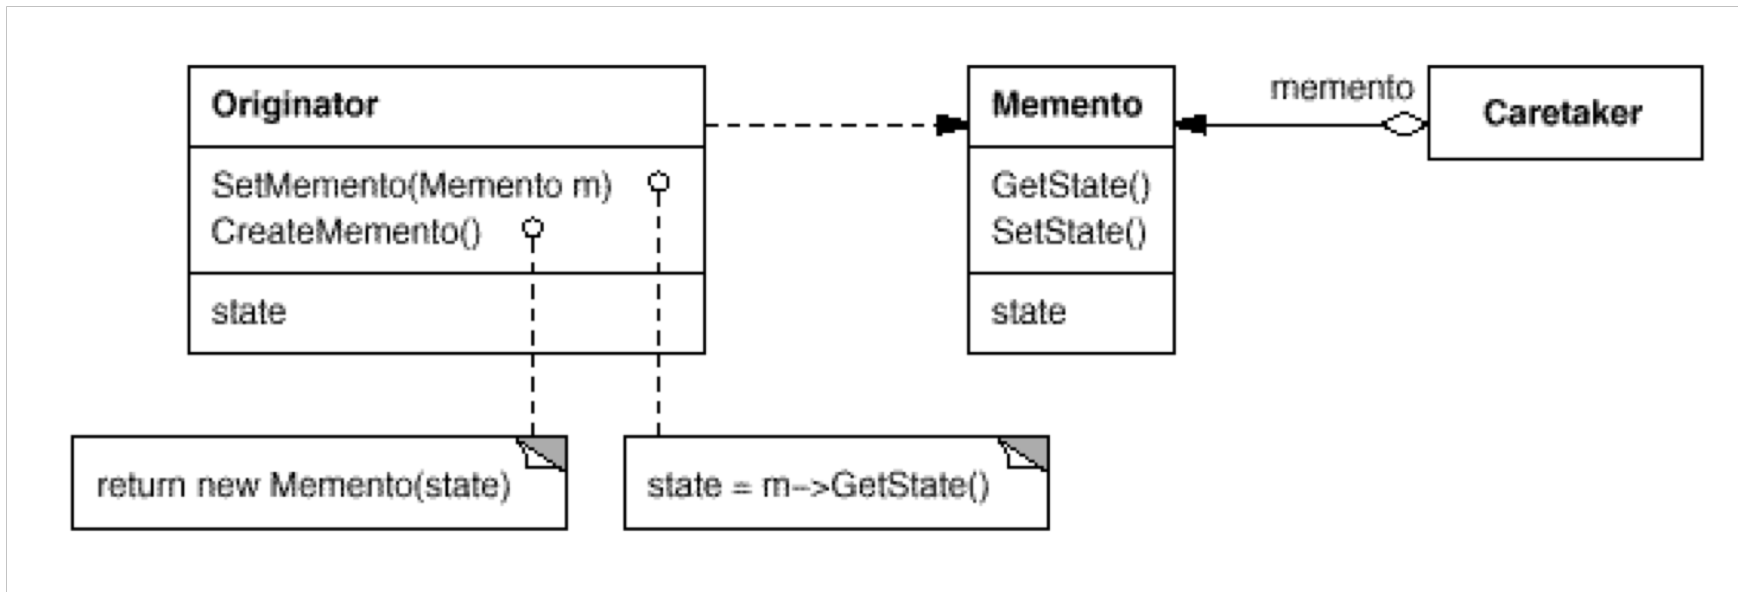 Originator
SetMemento(Memento m)
CreateMemento()
state
Memento
GetState()
SetState()
state
memento
Caretaker
return new Memento(state)
state = m->GetState()